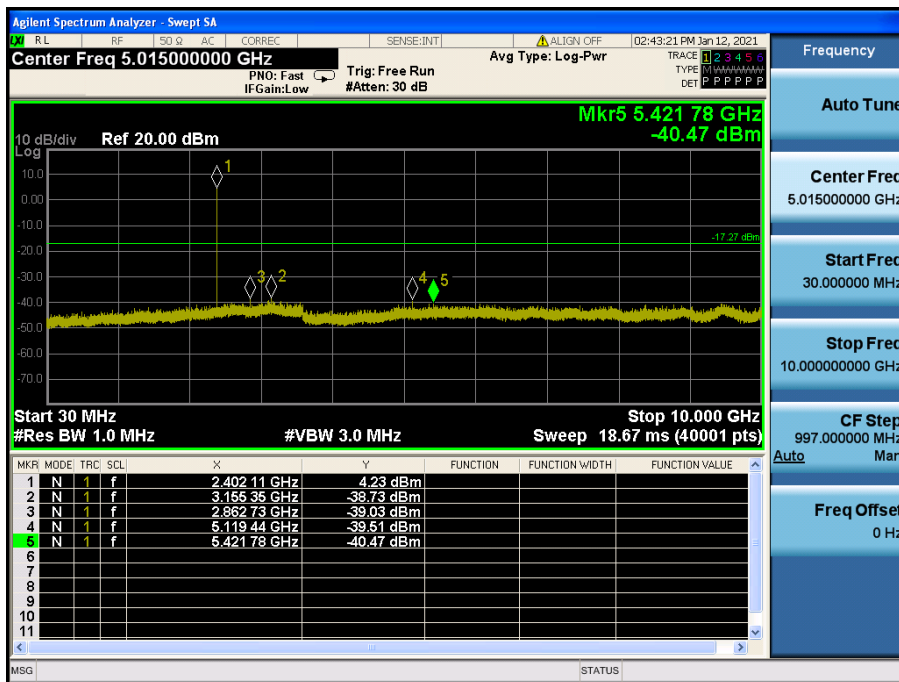 Agilent Spectrum Analyzer - Swept SA
LXI RL RF 50 Ω AC CORREC SENSE:INT ALIGN OFF 02:43:21 PM Jan 12, 2021
Center Freq 5.015000000 GHz
PNO: Fast
IFGain:Low
Trig: Free Run
#Atten: 30 dB
Avg Type: Log-Pwr
TRACE 1 2 3 4 5 6
TYPE MWWWWW
DET P P P P P P
Mkr5 5.421 78 GHz
-40.47 dBm
10 dB/div Ref 20.00 dBm
Log
10.0
0.00
-10.0
-20.0
-30.0
-40.0
-50.0
-60.0
-70.0
1
3 2
4 5
-17.27 dBm
Start 30 MHz Stop 10.000 GHz
#Res BW 1.0 MHz #VBW 3.0 MHz Sweep 18.67 ms (40001 pts)
MKR MODE TRC SCL X Y FUNCTION FUNCTION WIDTH FUNCTION VALUE
1 N 1 f 2.402 11 GHz 4.23 dBm
2 N 1 f 3.155 35 GHz -38.73 dBm
3 N 1 f 2.862 73 GHz -39.03 dBm
4 N 1 f 5.119 44 GHz -39.51 dBm
5 N 1 f 5.421 78 GHz -40.47 dBm
6
7
8
9
10
11
MSG STATUS
Frequency
Auto Tune
Center Freq
5.015000000 GHz
Start Freq
30.000000 MHz
Stop Freq
10.000000000 GHz
CF Step
997.000000 MHz
Auto Man
Freq Offset
0 Hz